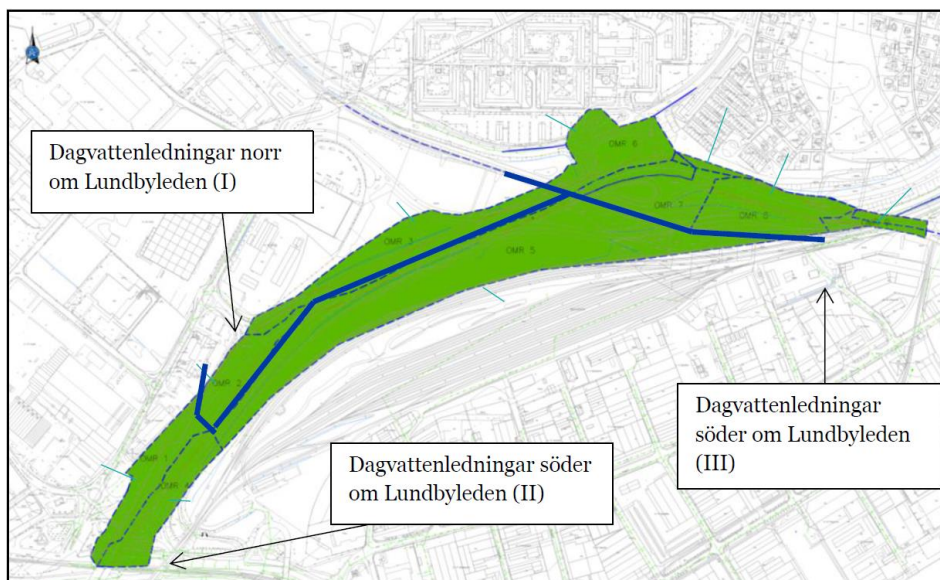 OMR 6
Dagvattenledningar norr
om Lundbyleden (I)
OMR 7
OMR 3
OMR 5
OMR 2
Dagvattenledningar
söder om Lundbyleden
(III)
OMR 1
Dagvattenledningar söder
om Lundbyleden (II)
OMR 4